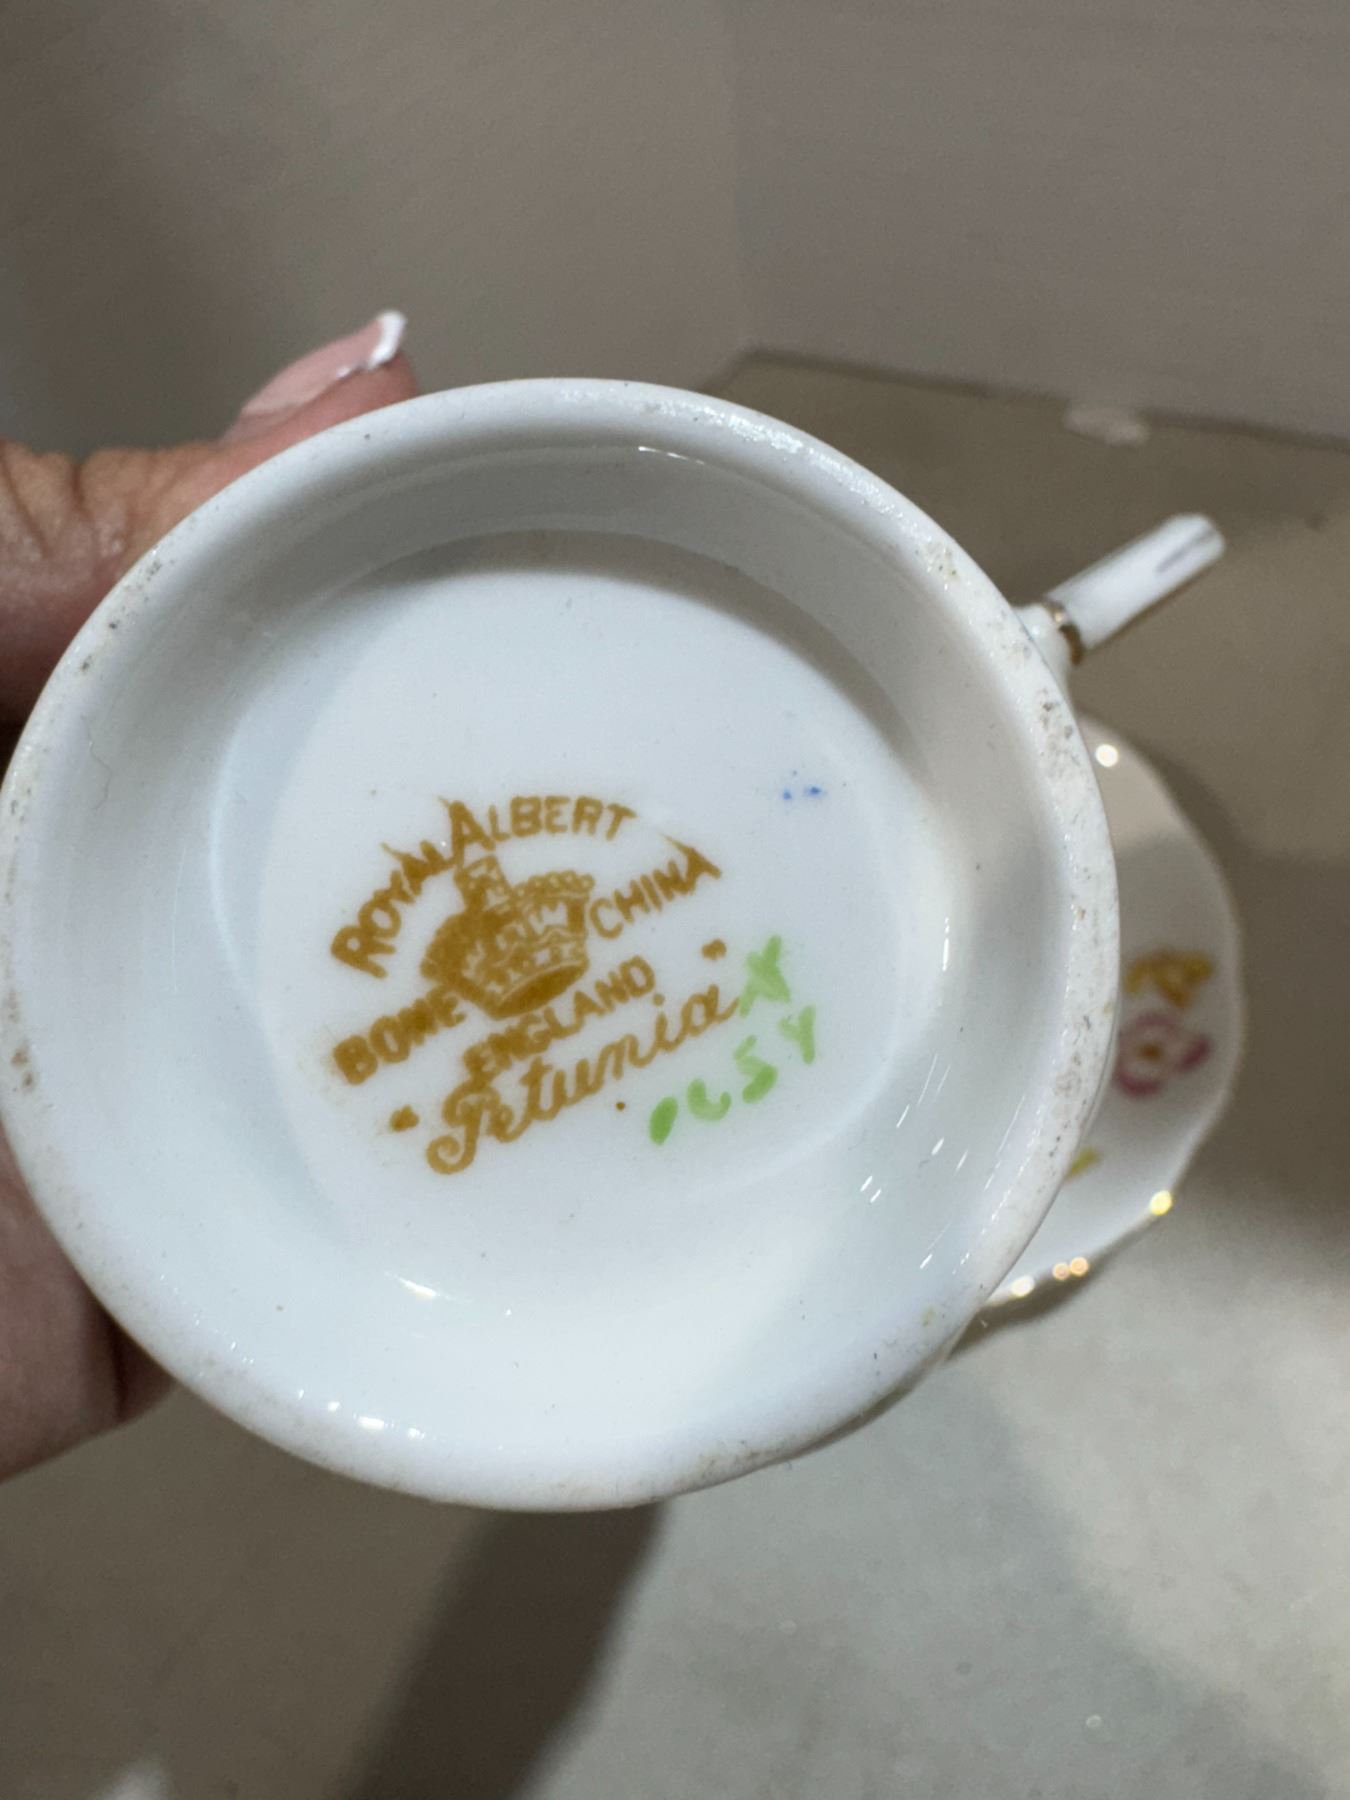 ROYAL ALBERT
BONE CHINA
ENGLAND
"Petunia" X